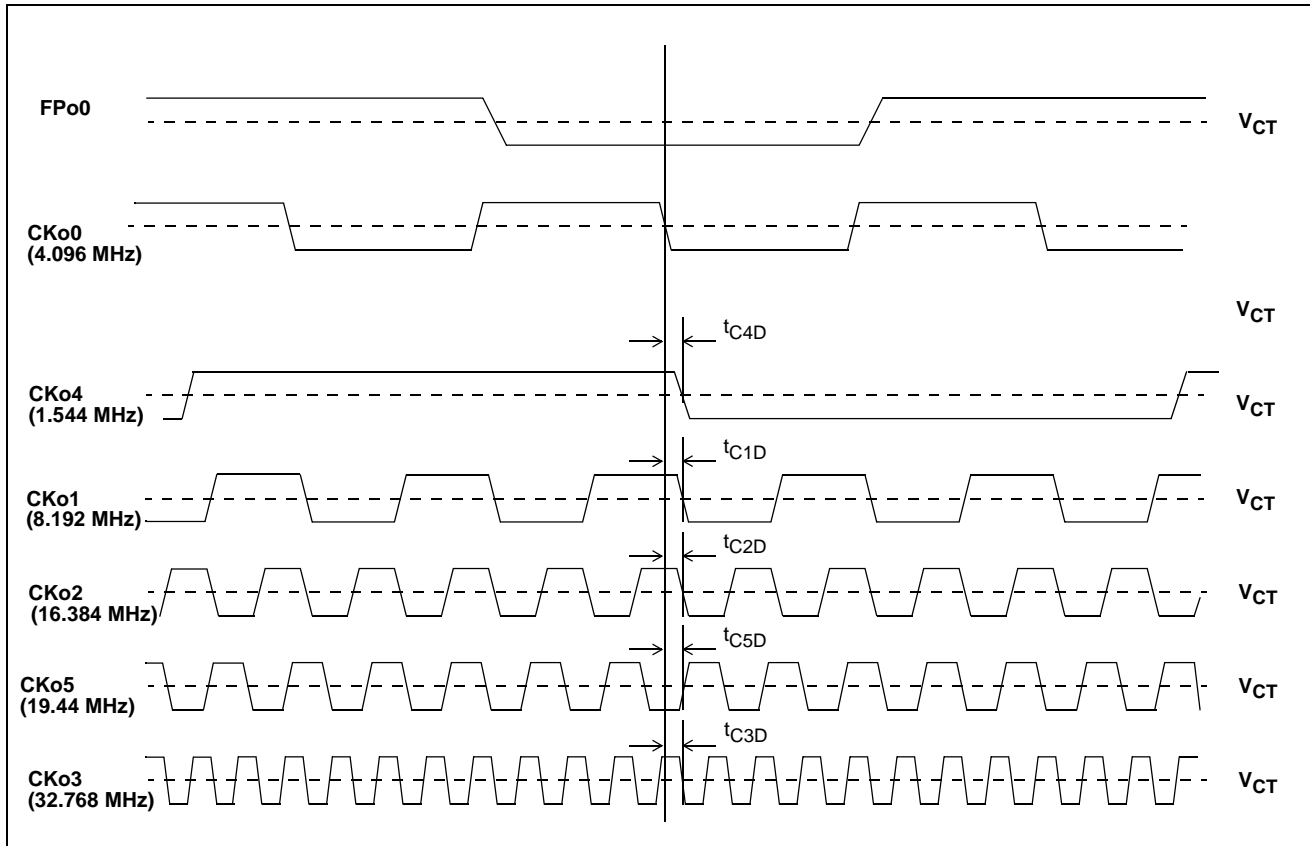 FPo0
VCT
CKo0
(4.096 MHz)
VCT
tC4D
CKo4
(1.544 MHz)
VCT
tC1D
CKo1
(8.192 MHz)
VCT
tC2D
CKo2
(16.384 MHz)
VCT
tC5D
CKo5
(19.44 MHz)
VCT
tC3D
CKo3
(32.768 MHz)
VCT